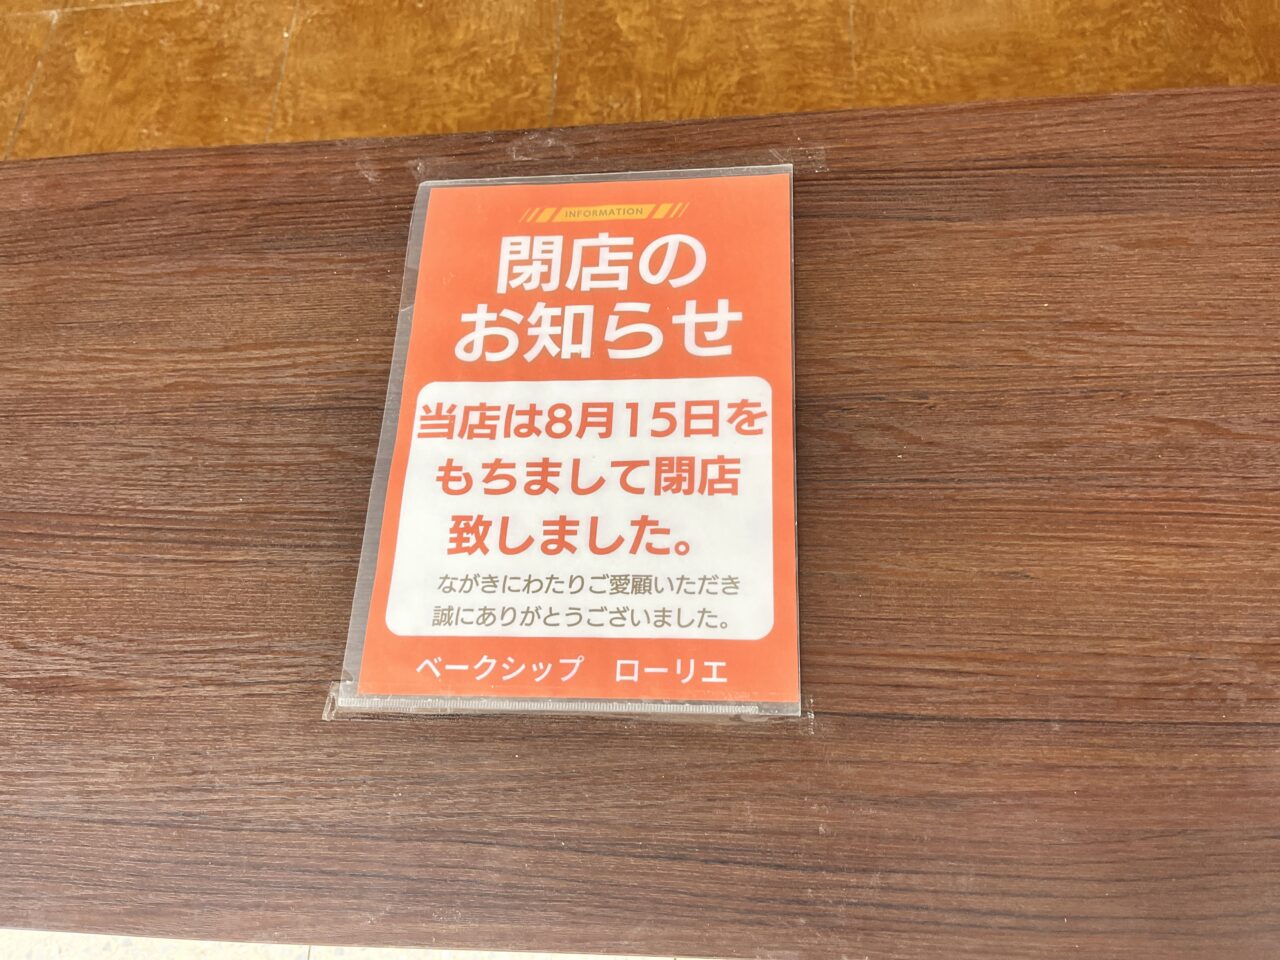 INFORMATION
閉店の
お知らせ
当店は8月15日を
もちまして閉店
致しました。
ながきにわたりご愛顧いただき
誠にありがとうございました。
ベークシップ　ローリエ